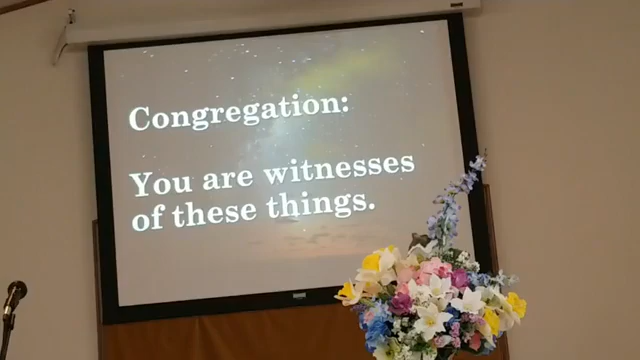 Congregation:
You are witnesses
of these things.